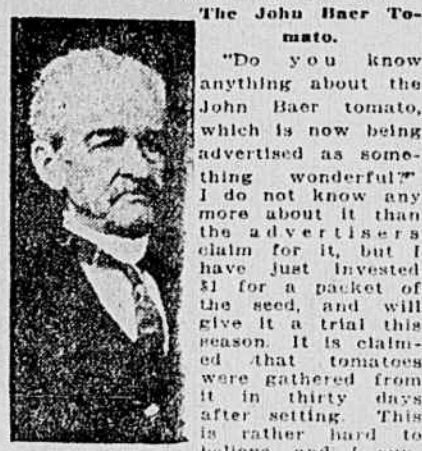 The John Baer To-
mato.
"Do you know
anything about the
John Baer tomato,
which is now being
advertised as some-
thing wonderful?"
I do not know any
more about it than
the advertisers
claim for it, but I
have just invested
$1 for a packet of
the seed, and will
give it a trial this
season. It is claim-
ed that tomatoes
were gathered from
it in thirty days
after setting. This
is rather hard to
believe, and I